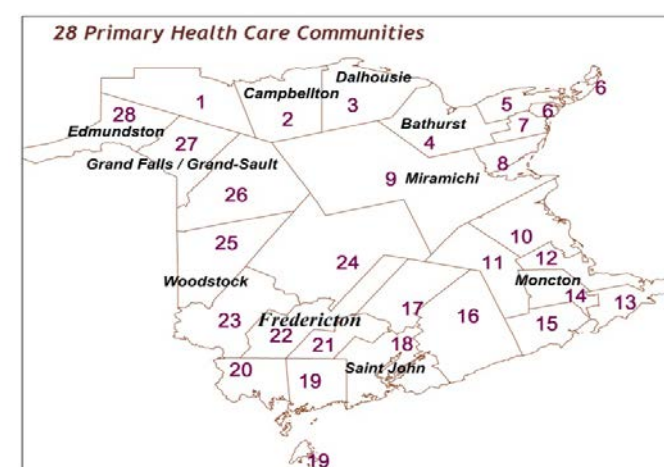 28 Primary Health Care Communities
Dalhousie
6
1
Campbellton
5
28
2
3
6
Edmundston
Bathurst
7
27
4
Grand Falls / Grand-Sault
8
9
Miramichi
26
10
25
11
12
24
Woodstock
Moncton
14
13
17
23
Fredericton
16
15
22
21
18
20
19
Saint John
19